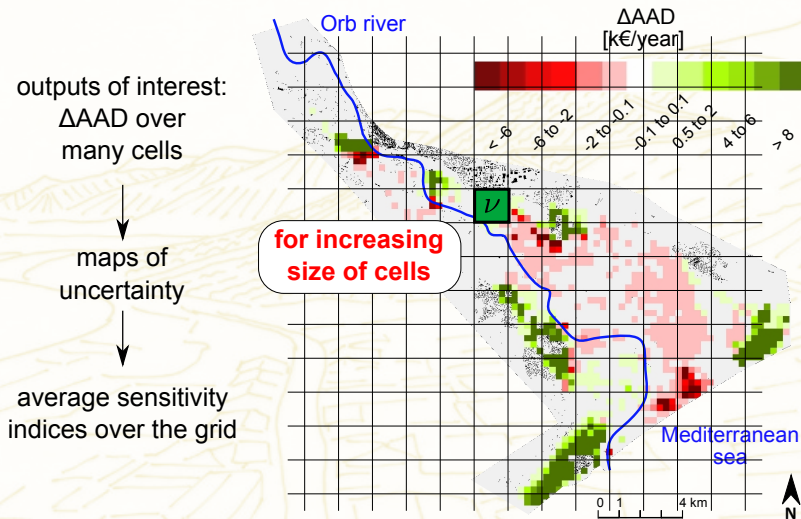 outputs of interest:
ΔAAD over
many cells
maps of
uncertainty
average sensitivity
indices over the grid
Orb river
ΔAAD
[k€/year]
< -6
-6 to -2
-2 to -0.1
-0.1 to 0.1
0.5 to 2
4 to 6
> 8
ν
for increasing
size of cells
Mediterranean
sea
0 1 4 km
N